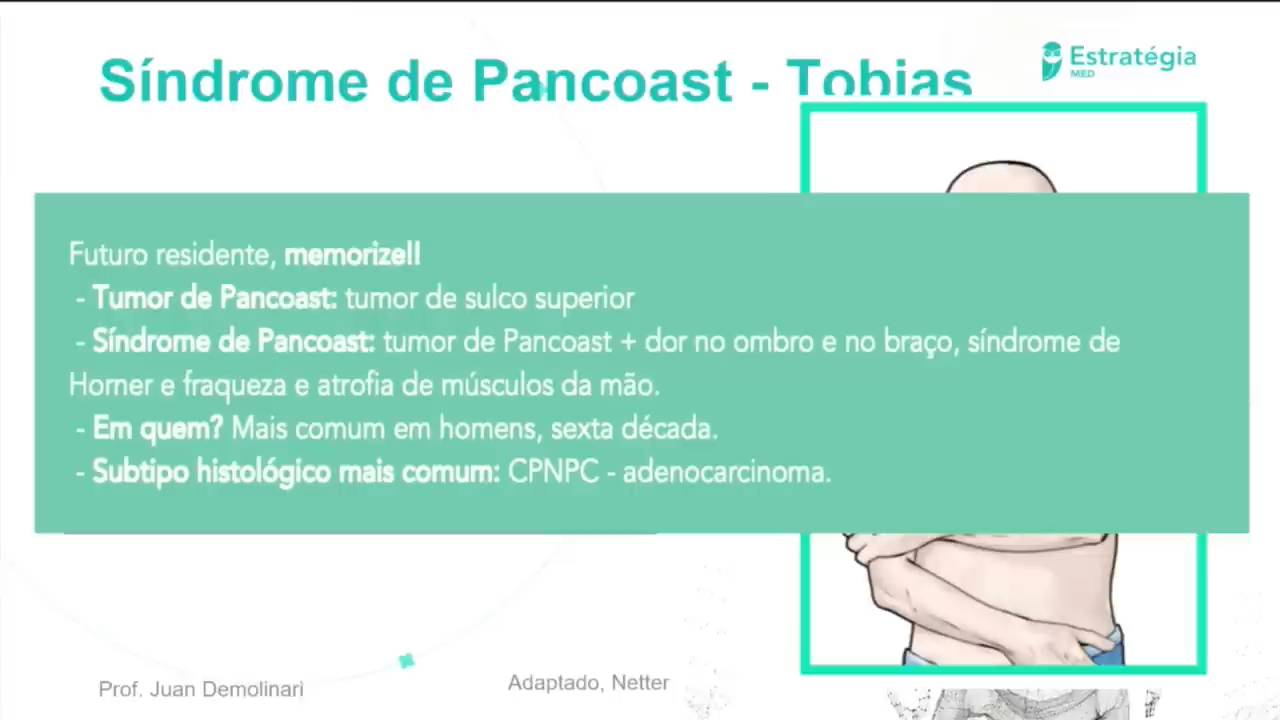 Síndrome de Pancoast - Tobias
Estratégia
MED
Futuro residente, memorize!!
- Tumor de Pancoast: tumor de sulco superior
- Síndrome de Pancoast: tumor de Pancoast + dor no ombro e no braço, síndrome de
Horner e fraqueza e atrofia de músculos da mão.
- Em quem? Mais comum em homens, sexta década.
- Subtipo histológico mais comum: CPNPC - adenocarcinoma.
Prof. Juan Demolinari
Adaptado, Netter